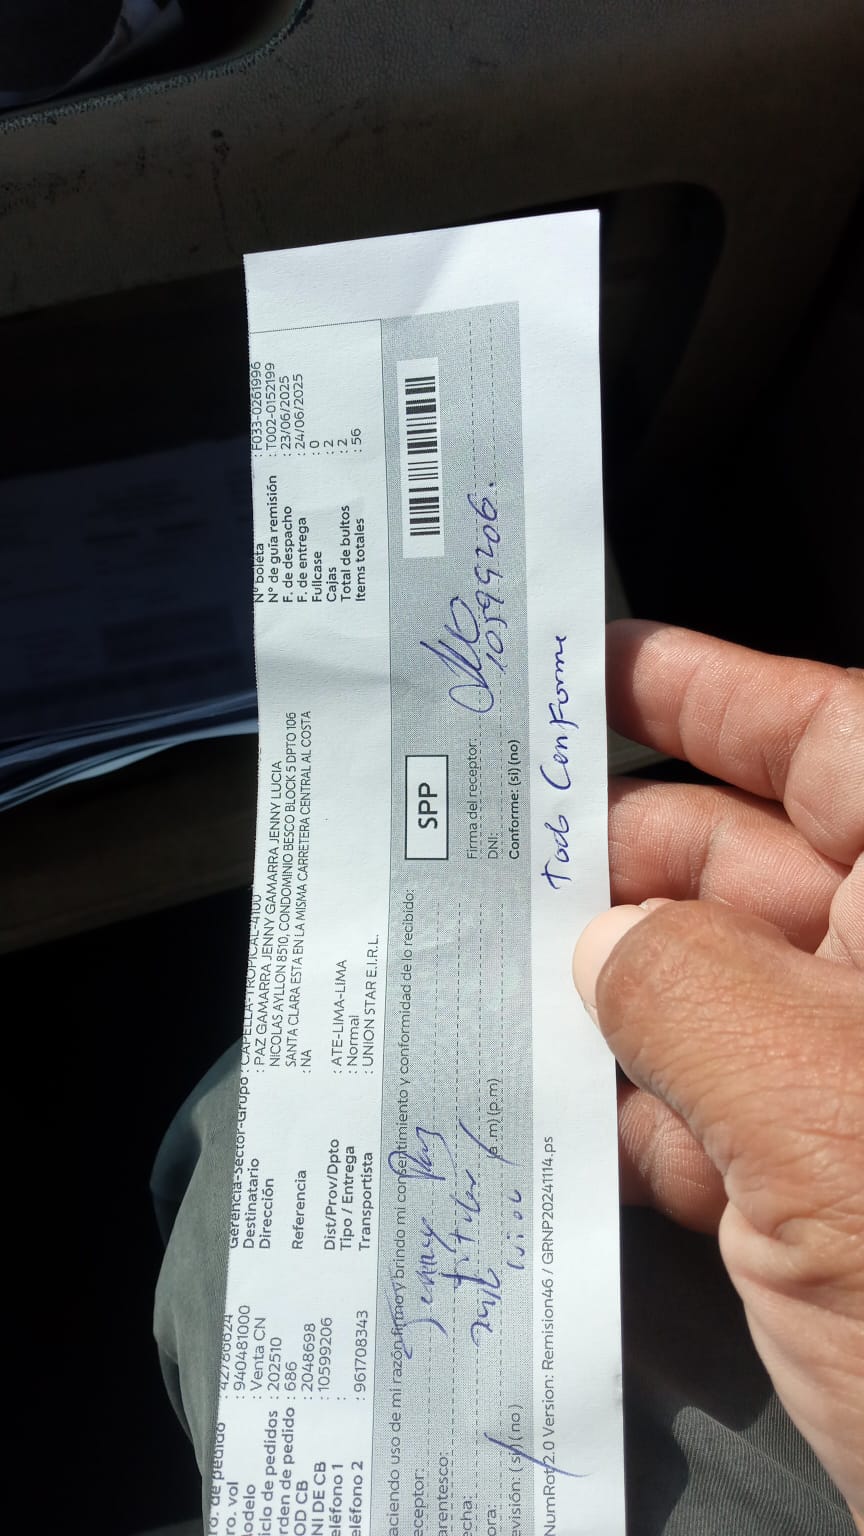 ro. de pedido : 42786624
ro. vol : 940481000
odelo : Venta CN
iclo de pedidos : 202510
rden de pedido : 686
OD CB : 2048698
NI DE CB : 10599206
eléfono 1 :
eléfono 2 : 961708343
Gerencia-Sector-Grupo : CAPELLA-TROPICAL-4100
Destinatario : PAZ GAMARRA JENNY GAMARRA JENNY LUCIA
Dirección NICOLAS AYLLON 8510, CONDOMINIO BESCO BLOCK 5 DPTO 106
SANTA CLARA ESTA EN LA MISMA CARRETERA CENTRAL AL COSTA
Referencia : NA
Dist/Prov/Dpto : ATE-LIMA-LIMA
Tipo / Entrega : Normal
Transportista : UNION STAR E.I.R.L.
N° boleta : F033-0261996
N° de guía remisión : T002-0152199
F. de despacho : 23/06/2025
F. de entrega : 24/06/2025
Fullcase : 0
Cajas : 2
Total de bultos : 2
Items totales : 56
aciendo uso de mi razón firmo y brindo mi consentimiento y conformidad de lo recibido:
eceptor: Jenny Paz
arentesco: titular
echa:
ora: (a.m) (p.m)
evisión: ( si ) ( no )
SPP
Firma del receptor:
DNI: 10599206.
Conforme: (si) (no)
Todo Conforme
NumRot 2.0 Version: Remision46 / GRNP20241114.ps